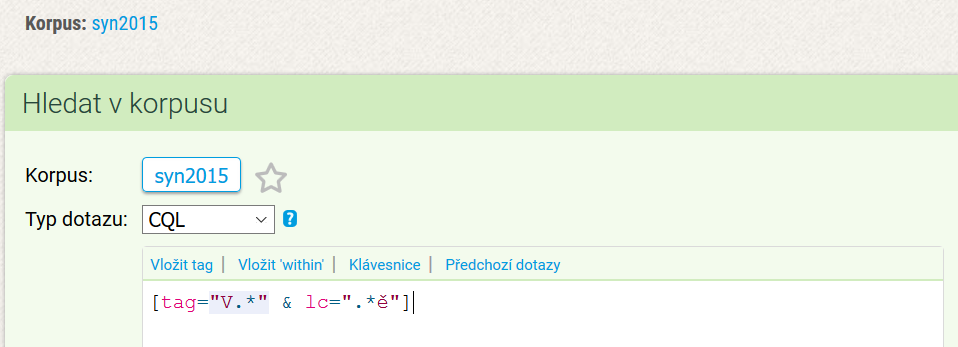 Korpus: syn2015
Hledat v korpusu
Korpus: syn2015
Typ dotazu: CQL ?
Vložit tag | Vložit 'within' | Klávesnice | Předchozí dotazy
[tag="V.*" & lc=".*ě"]